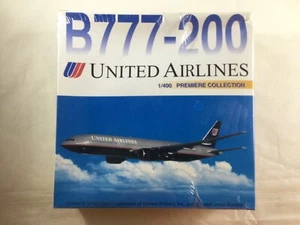 B777-200
UNITED AIRLINES
1/400 PREMIERE COLLECTION
UNITED AIRLINES